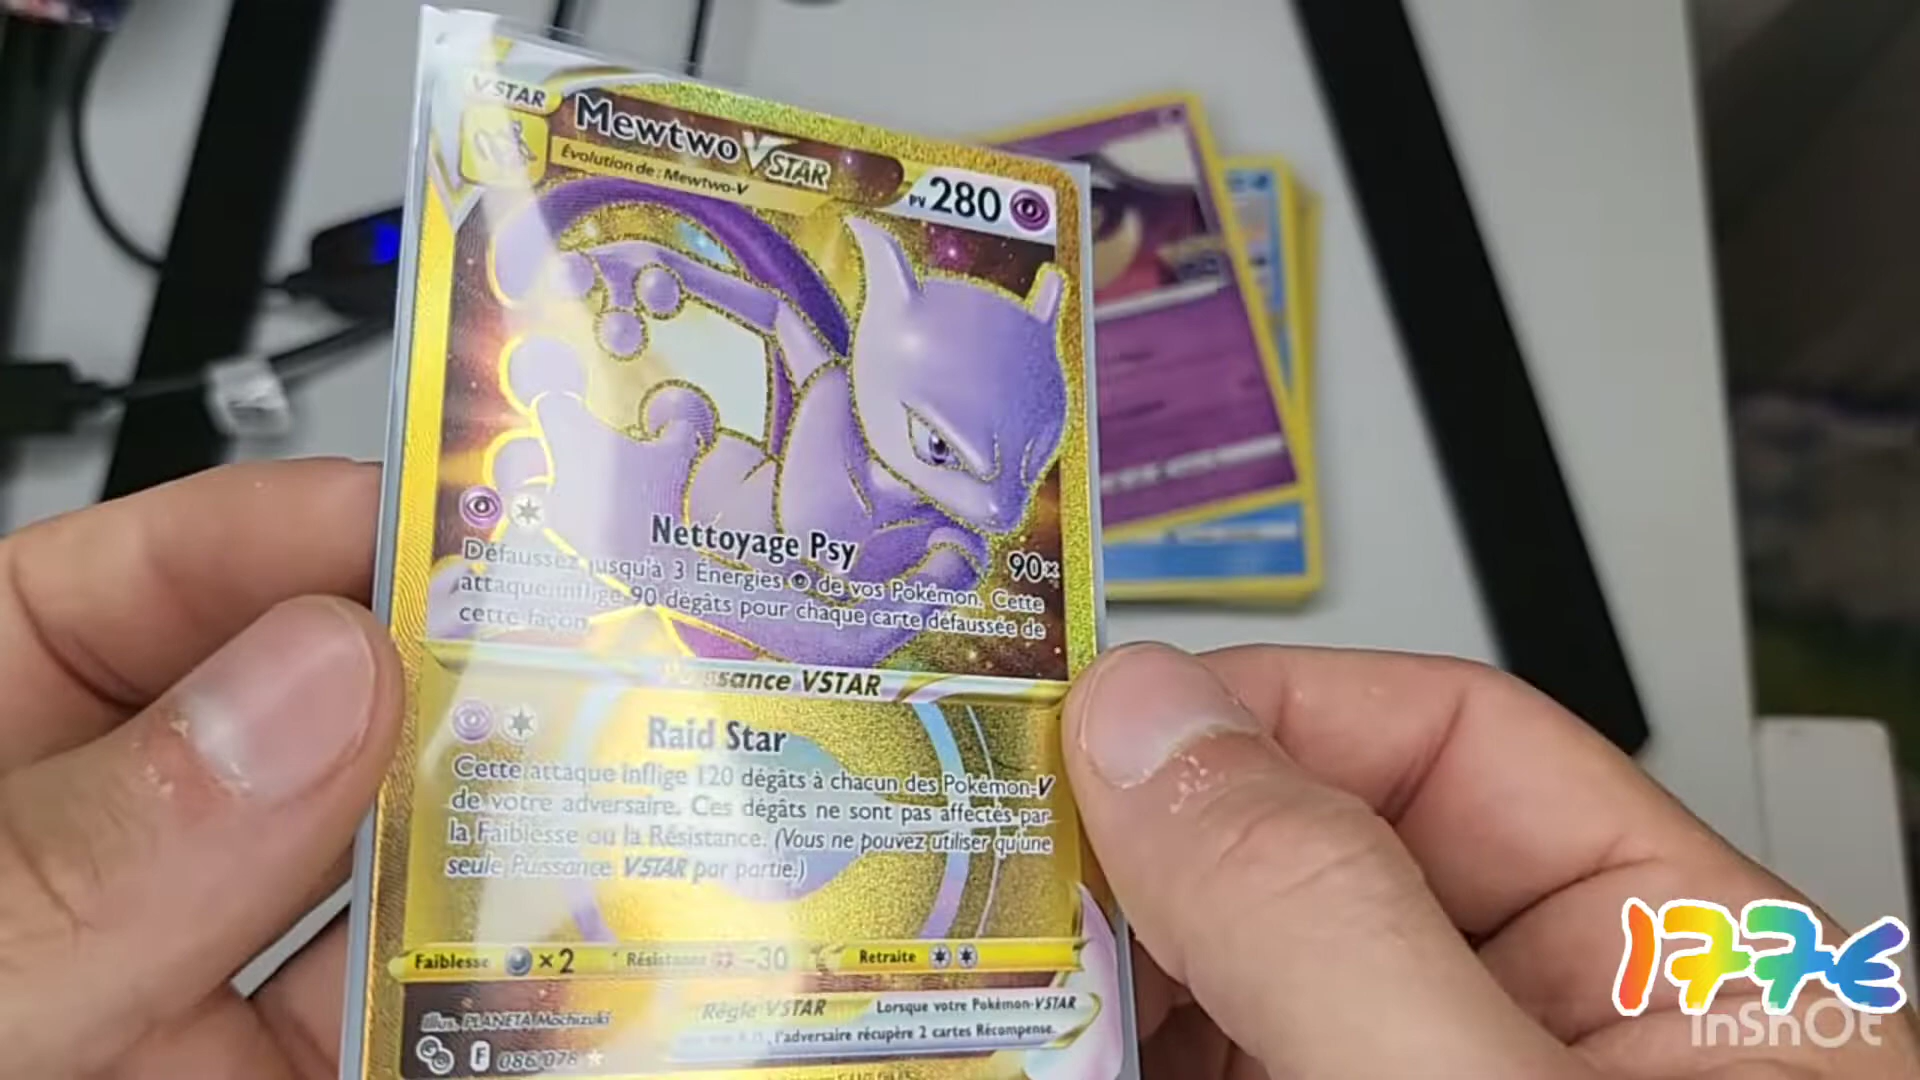 VSTAR
Mewtwo VSTAR
Évolution de : Mewtwo-V
PV 280
Nettoyage Psy
90×
Défaussez jusqu'à 3 Énergies de vos Pokémon. Cette
attaque inflige 90 dégâts pour chaque carte défaussée de
cette façon.
Puissance VSTAR
Raid Star
Cette attaque inflige 120 dégâts à chacun des Pokémon-V
de votre adversaire. Ces dégâts ne sont pas affectés par
la Faiblesse ou la Résistance. (Vous ne pouvez utiliser qu'une
seule Puissance VSTAR par partie.)
Faiblesse ×2 Résistance -30 Retraite
Illus. PLANETA Mochizuki
Règle VSTAR Lorsque votre Pokémon-VSTAR
K.O., l'adversaire récupère 2 cartes Récompense.
F 086/078
177€
InShOt